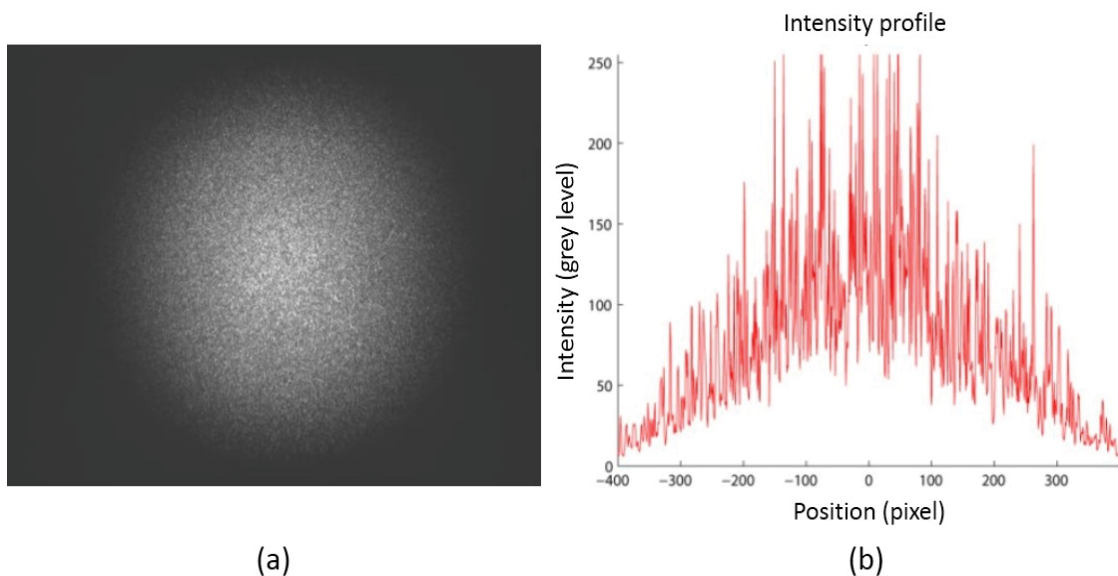 Intensity profile
250
200
150
100
50
0
Intensity (grey level)
−400 −300 −200 −100 0 100 200 300
Position (pixel)
(a) (b)